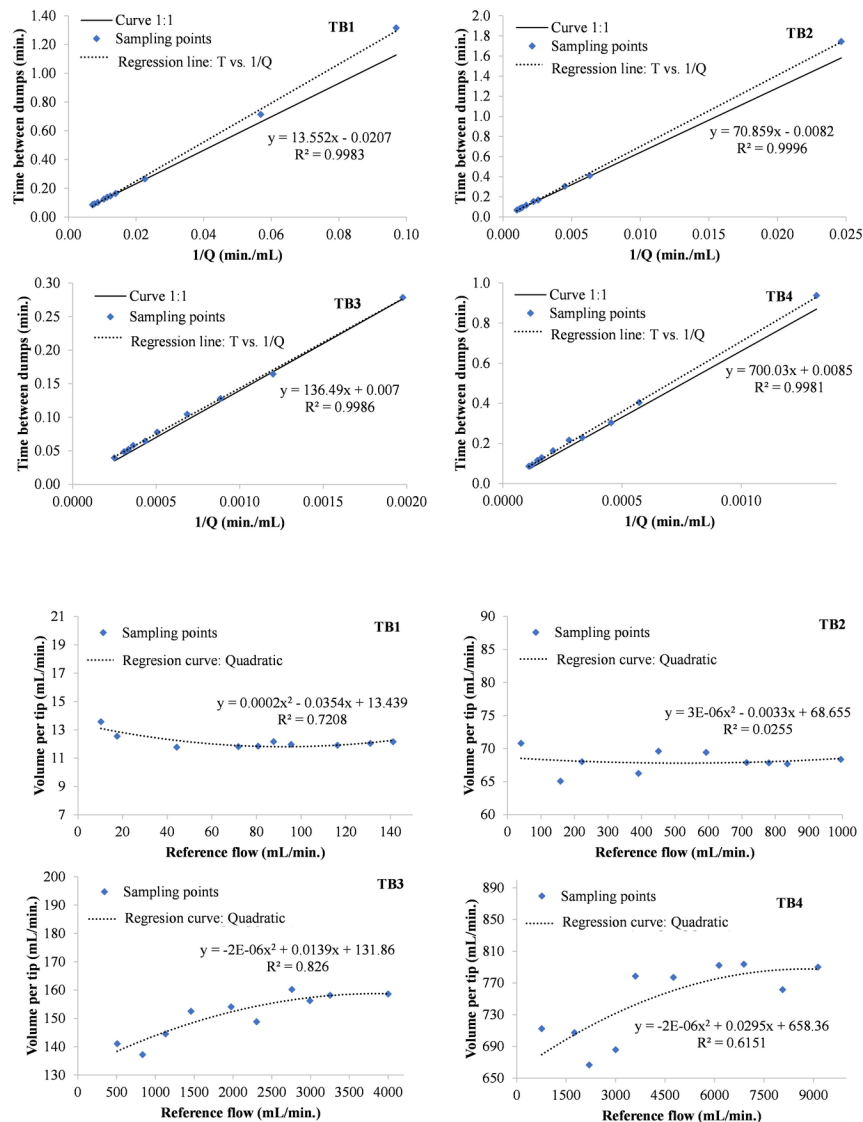 TB1
Curve 1:1
Sampling points
Regression line: T vs. 1/Q
y = 13.552x - 0.0207
R² = 0.9983
Time between dumps (min.)
1.40
1.20
1.00
0.80
0.60
0.40
0.20
0.00
0.00 0.02 0.04 0.06 0.08 0.10
1/Q (min./mL)
TB2
Curve 1:1
Sampling points
Regression line: T vs. 1/Q
y = 70.859x - 0.0082
R² = 0.9996
Time between dumps (min.)
2.0
1.8
1.6
1.4
1.2
1.0
0.8
0.6
0.4
0.2
0.0
0.000 0.005 0.010 0.015 0.020 0.025
1/Q (min./mL)
TB3
Curve 1:1
Sampling points
Regression line: T vs. 1/Q
y = 136.49x + 0.007
R² = 0.9986
Time between dumps (min.)
0.30
0.25
0.20
0.15
0.10
0.05
0.00
0.0000 0.0005 0.0010 0.0015 0.0020
1/Q (min./mL)
TB4
Curve 1:1
Sampling points
Regression line: T vs. 1/Q
y = 700.03x + 0.0085
R² = 0.9981
Time between dumps (min.)
1.0
0.8
0.6
0.4
0.2
0.0
0.0000 0.0005 0.0010
1/Q (min./mL)
TB1
Sampling points
Regresion curve: Quadratic
y = 0.0002x² - 0.0354x + 13.439
R² = 0.7208
Volume per tip (mL/min.)
21
19
17
15
13
11
9
7
0 20 40 60 80 100 120 140
Reference flow (mL/min.)
TB2
Sampling points
Regresion curve: Quadratic
y = 3E-06x² - 0.0033x + 68.655
R² = 0.0255
Volume per tip (mL/min.)
90
85
80
75
70
65
60
0 100 200 300 400 500 600 700 800 900 1000
Reference flow (mL/min.)
TB3
Sampling points
Regresion curve: Quadratic
y = -2E-06x² + 0.0139x + 131.86
R² = 0.826
Volume per tip (mL/min.)
200
190
180
170
160
150
140
130
0 500 1000 1500 2000 2500 3000 3500 4000
Reference flow (mL/min.)
TB4
Sampling points
Regression curve: Quadratic
y = -2E-06x² + 0.0295x + 658.36
R² = 0.6151
Volume per tip (mL/min.)
890
850
810
770
730
690
650
0 1500 3000 4500 6000 7500 9000
Reference flow (mL/min.)